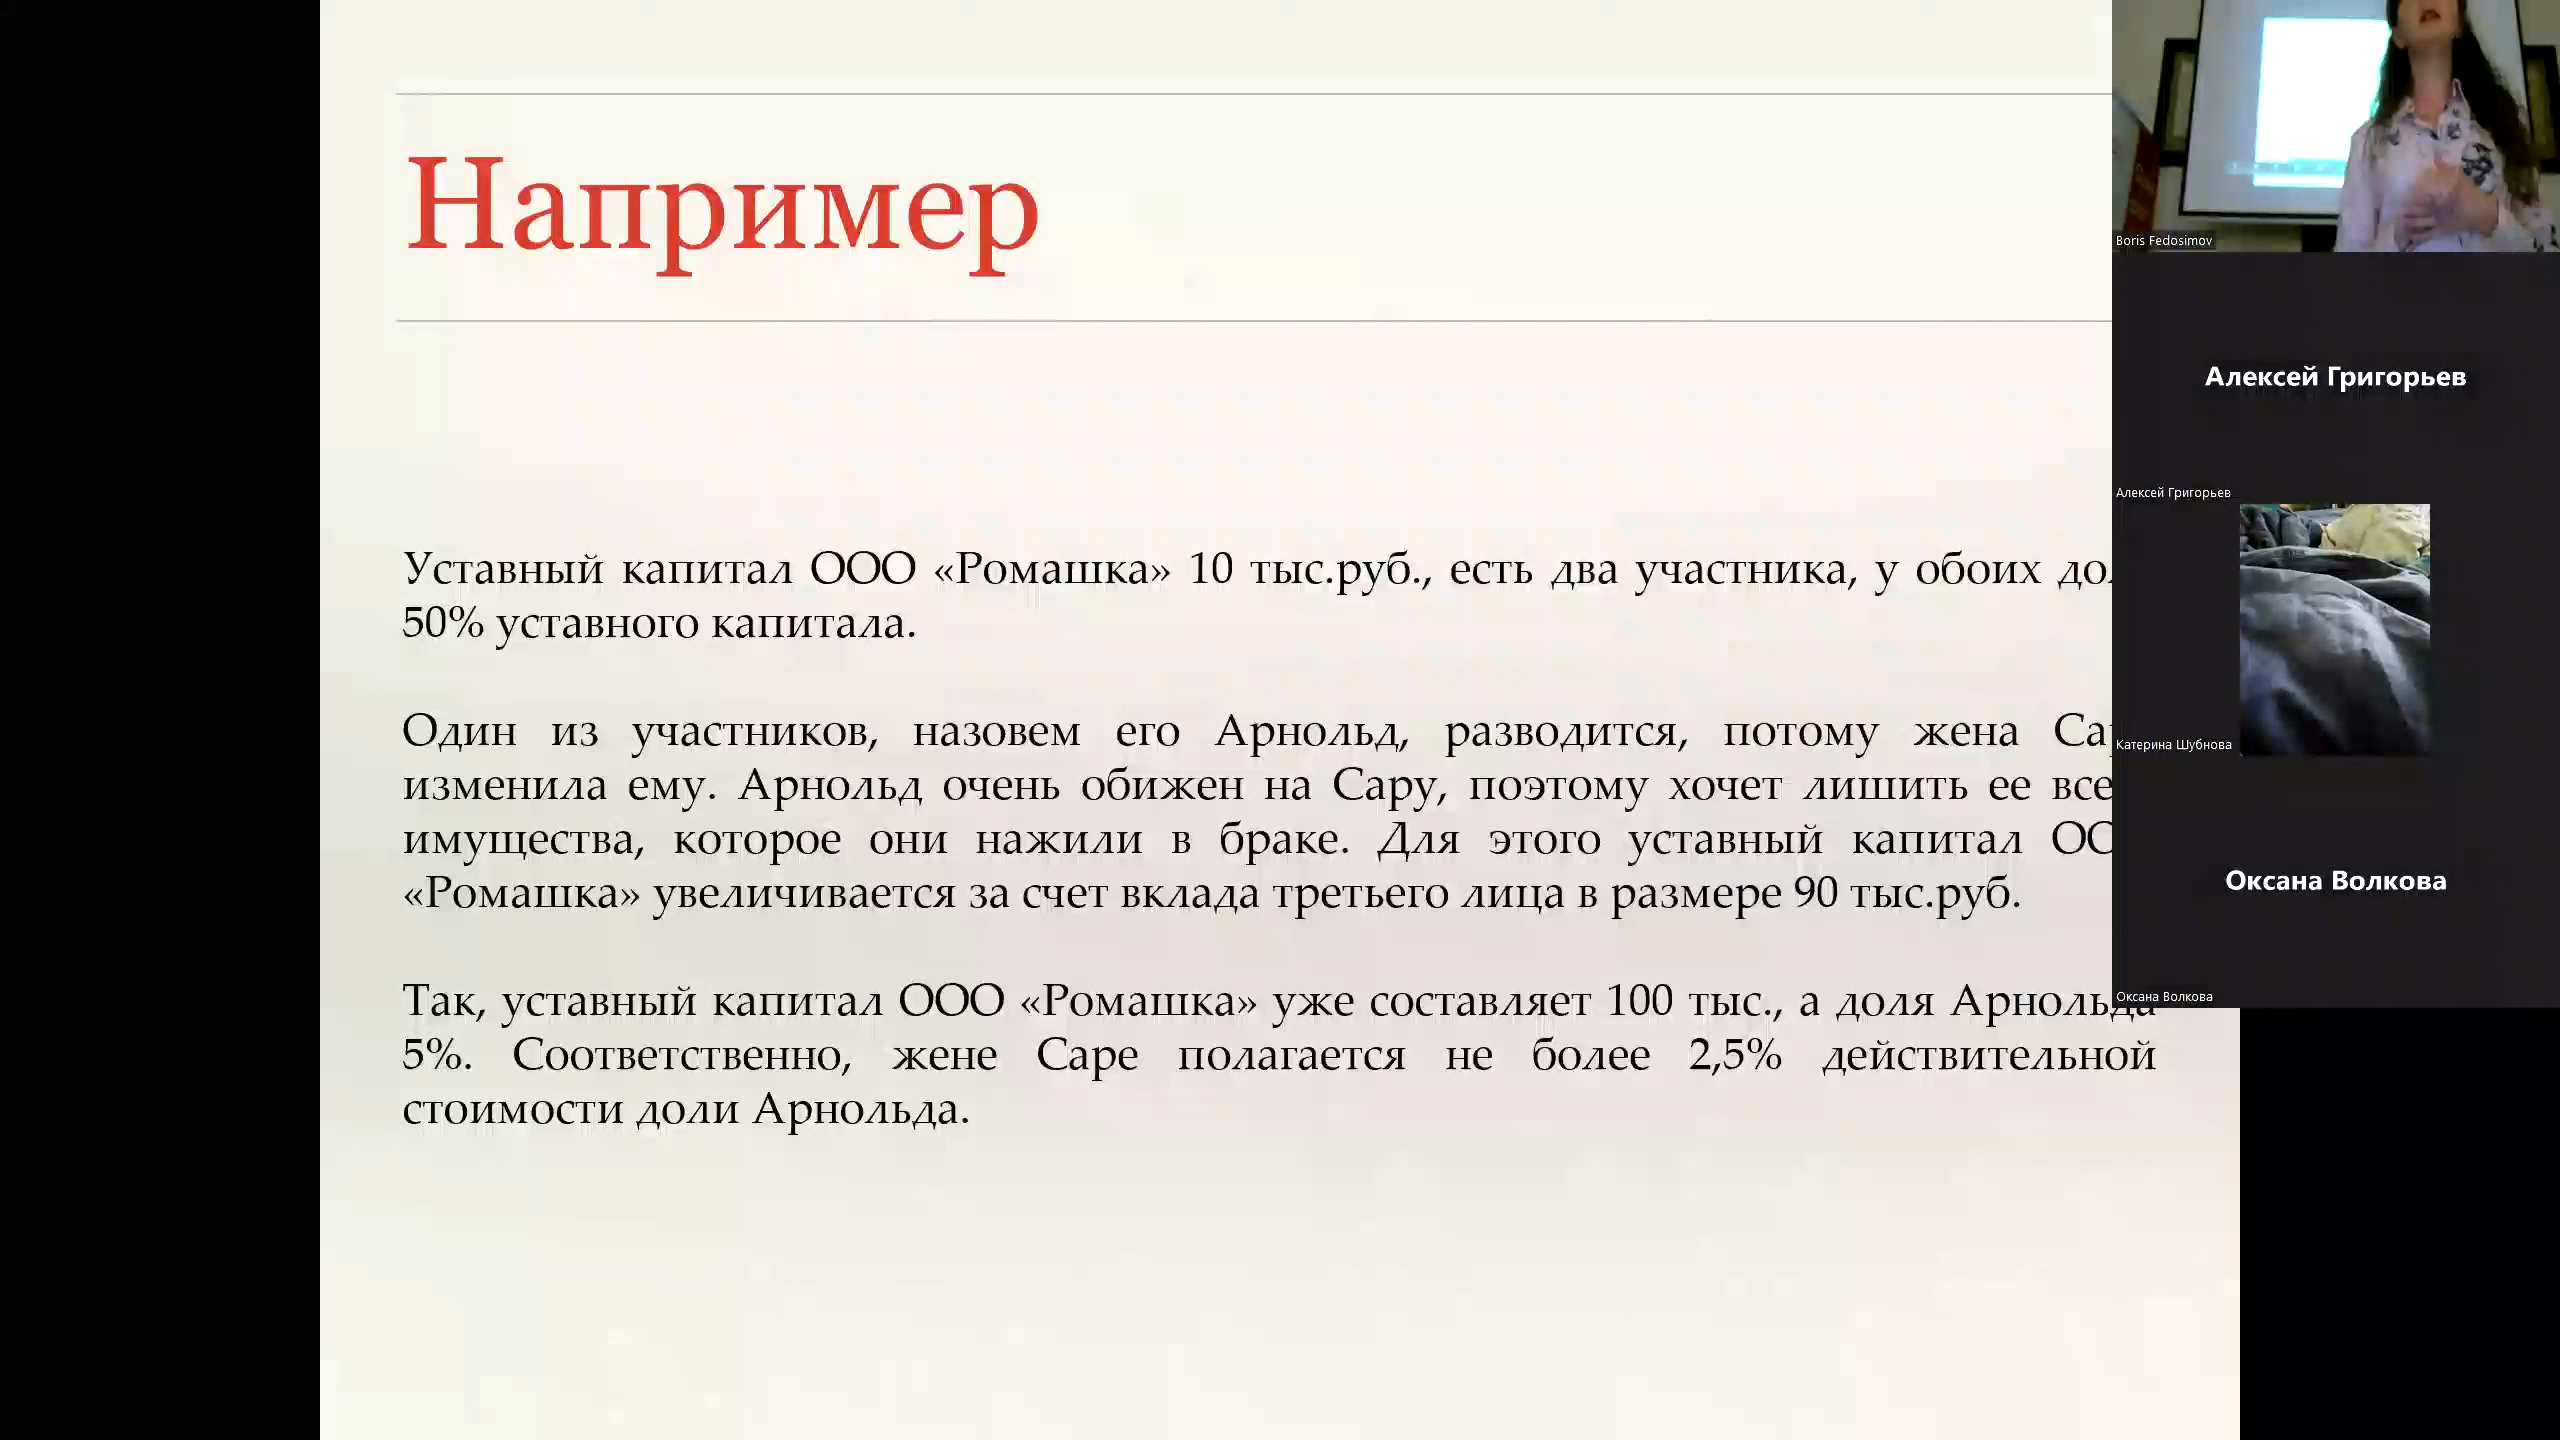 Например
Уставный капитал ООО «Ромашка» 10 тыс.руб., есть два участника, у обоих
50% уставного капитала.
Один из участников, назовем его Арнольд, разводится, потому жена
изменила ему. Арнольд очень обижен на Сару, поэтому хочет лишить ее
имущества, которое они нажили в браке. Для этого уставный капитал
«Ромашка» увеличивается за счет вклада третьего лица в размере 90 тыс.руб.
Так, уставный капитал ООО «Ромашка» уже составляет 100 тыс., а доля Арнольда
5%. Соответственно, жене Саре полагается не более 2,5% действительной
стоимости доли Арнольда.
Boris Fedosimov
Алексей Григорьев
Алексей Григорьев
Катерина Шубнова
Оксана Волкова
Оксана Волкова